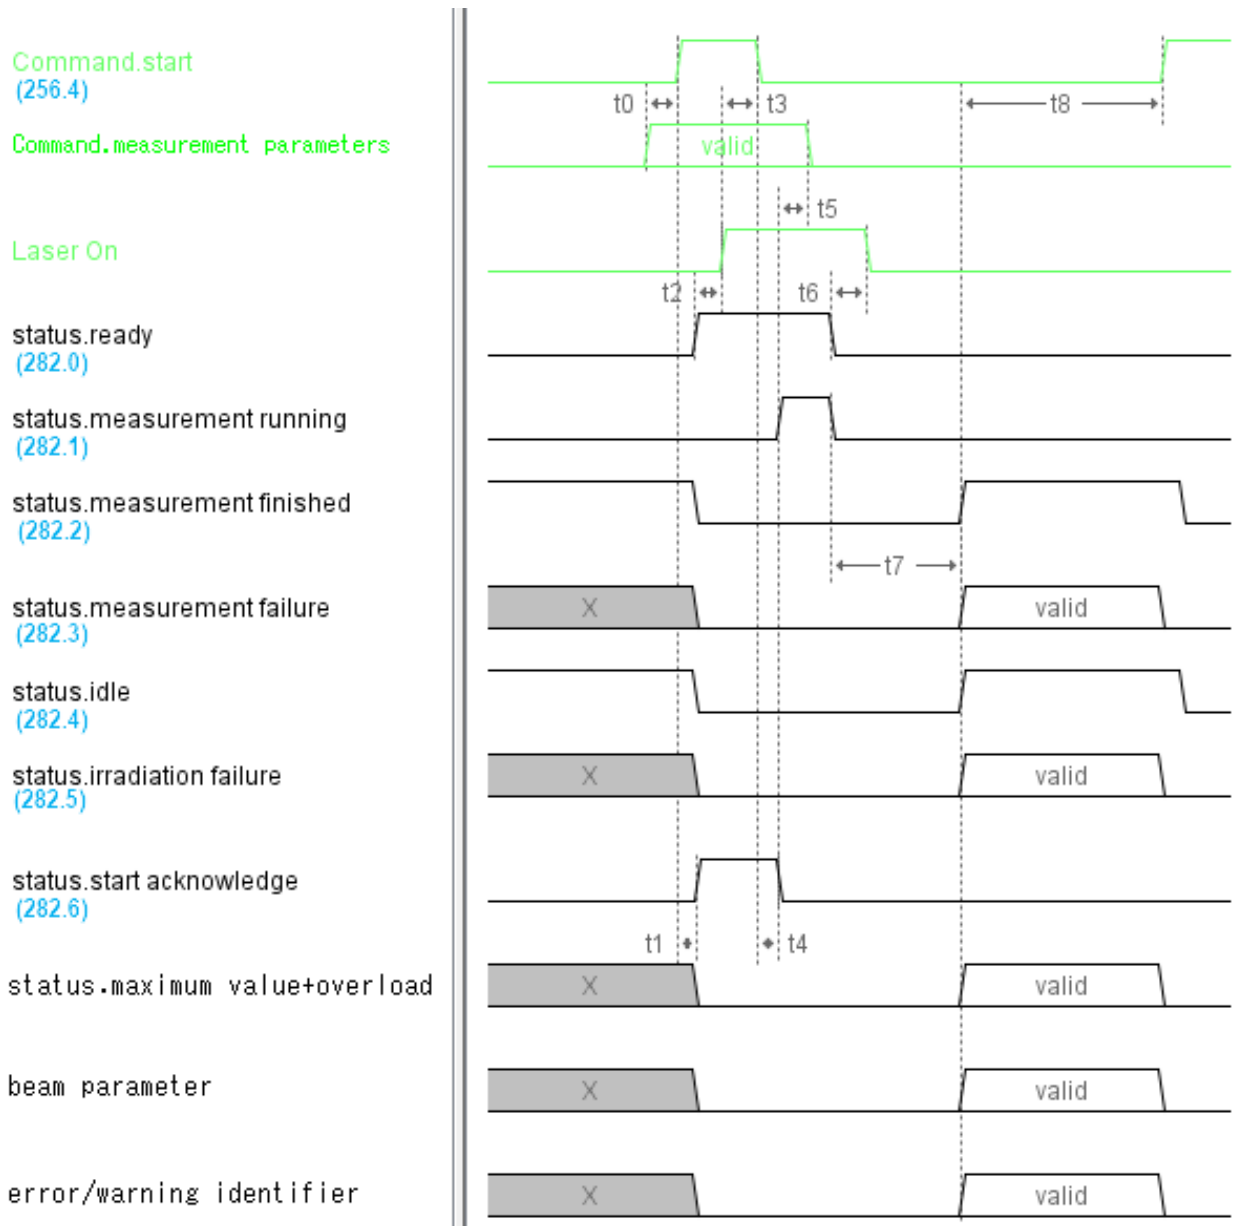 Command.start
(256.4)
t0
t3
t8
Command.measurement parameters
valid
t5
Laser On
t2
t6
status.ready
(282.0)
status.measurement running
(282.1)
status.measurement finished
(282.2)
t7
status.measurement failure
(282.3)
X
valid
status.idle
(282.4)
status.irradiation failure
(282.5)
X
valid
status.start acknowledge
(282.6)
t1
t4
status.maximum value+overload
X
valid
beam parameter
X
valid
error/warning identifier
X
valid